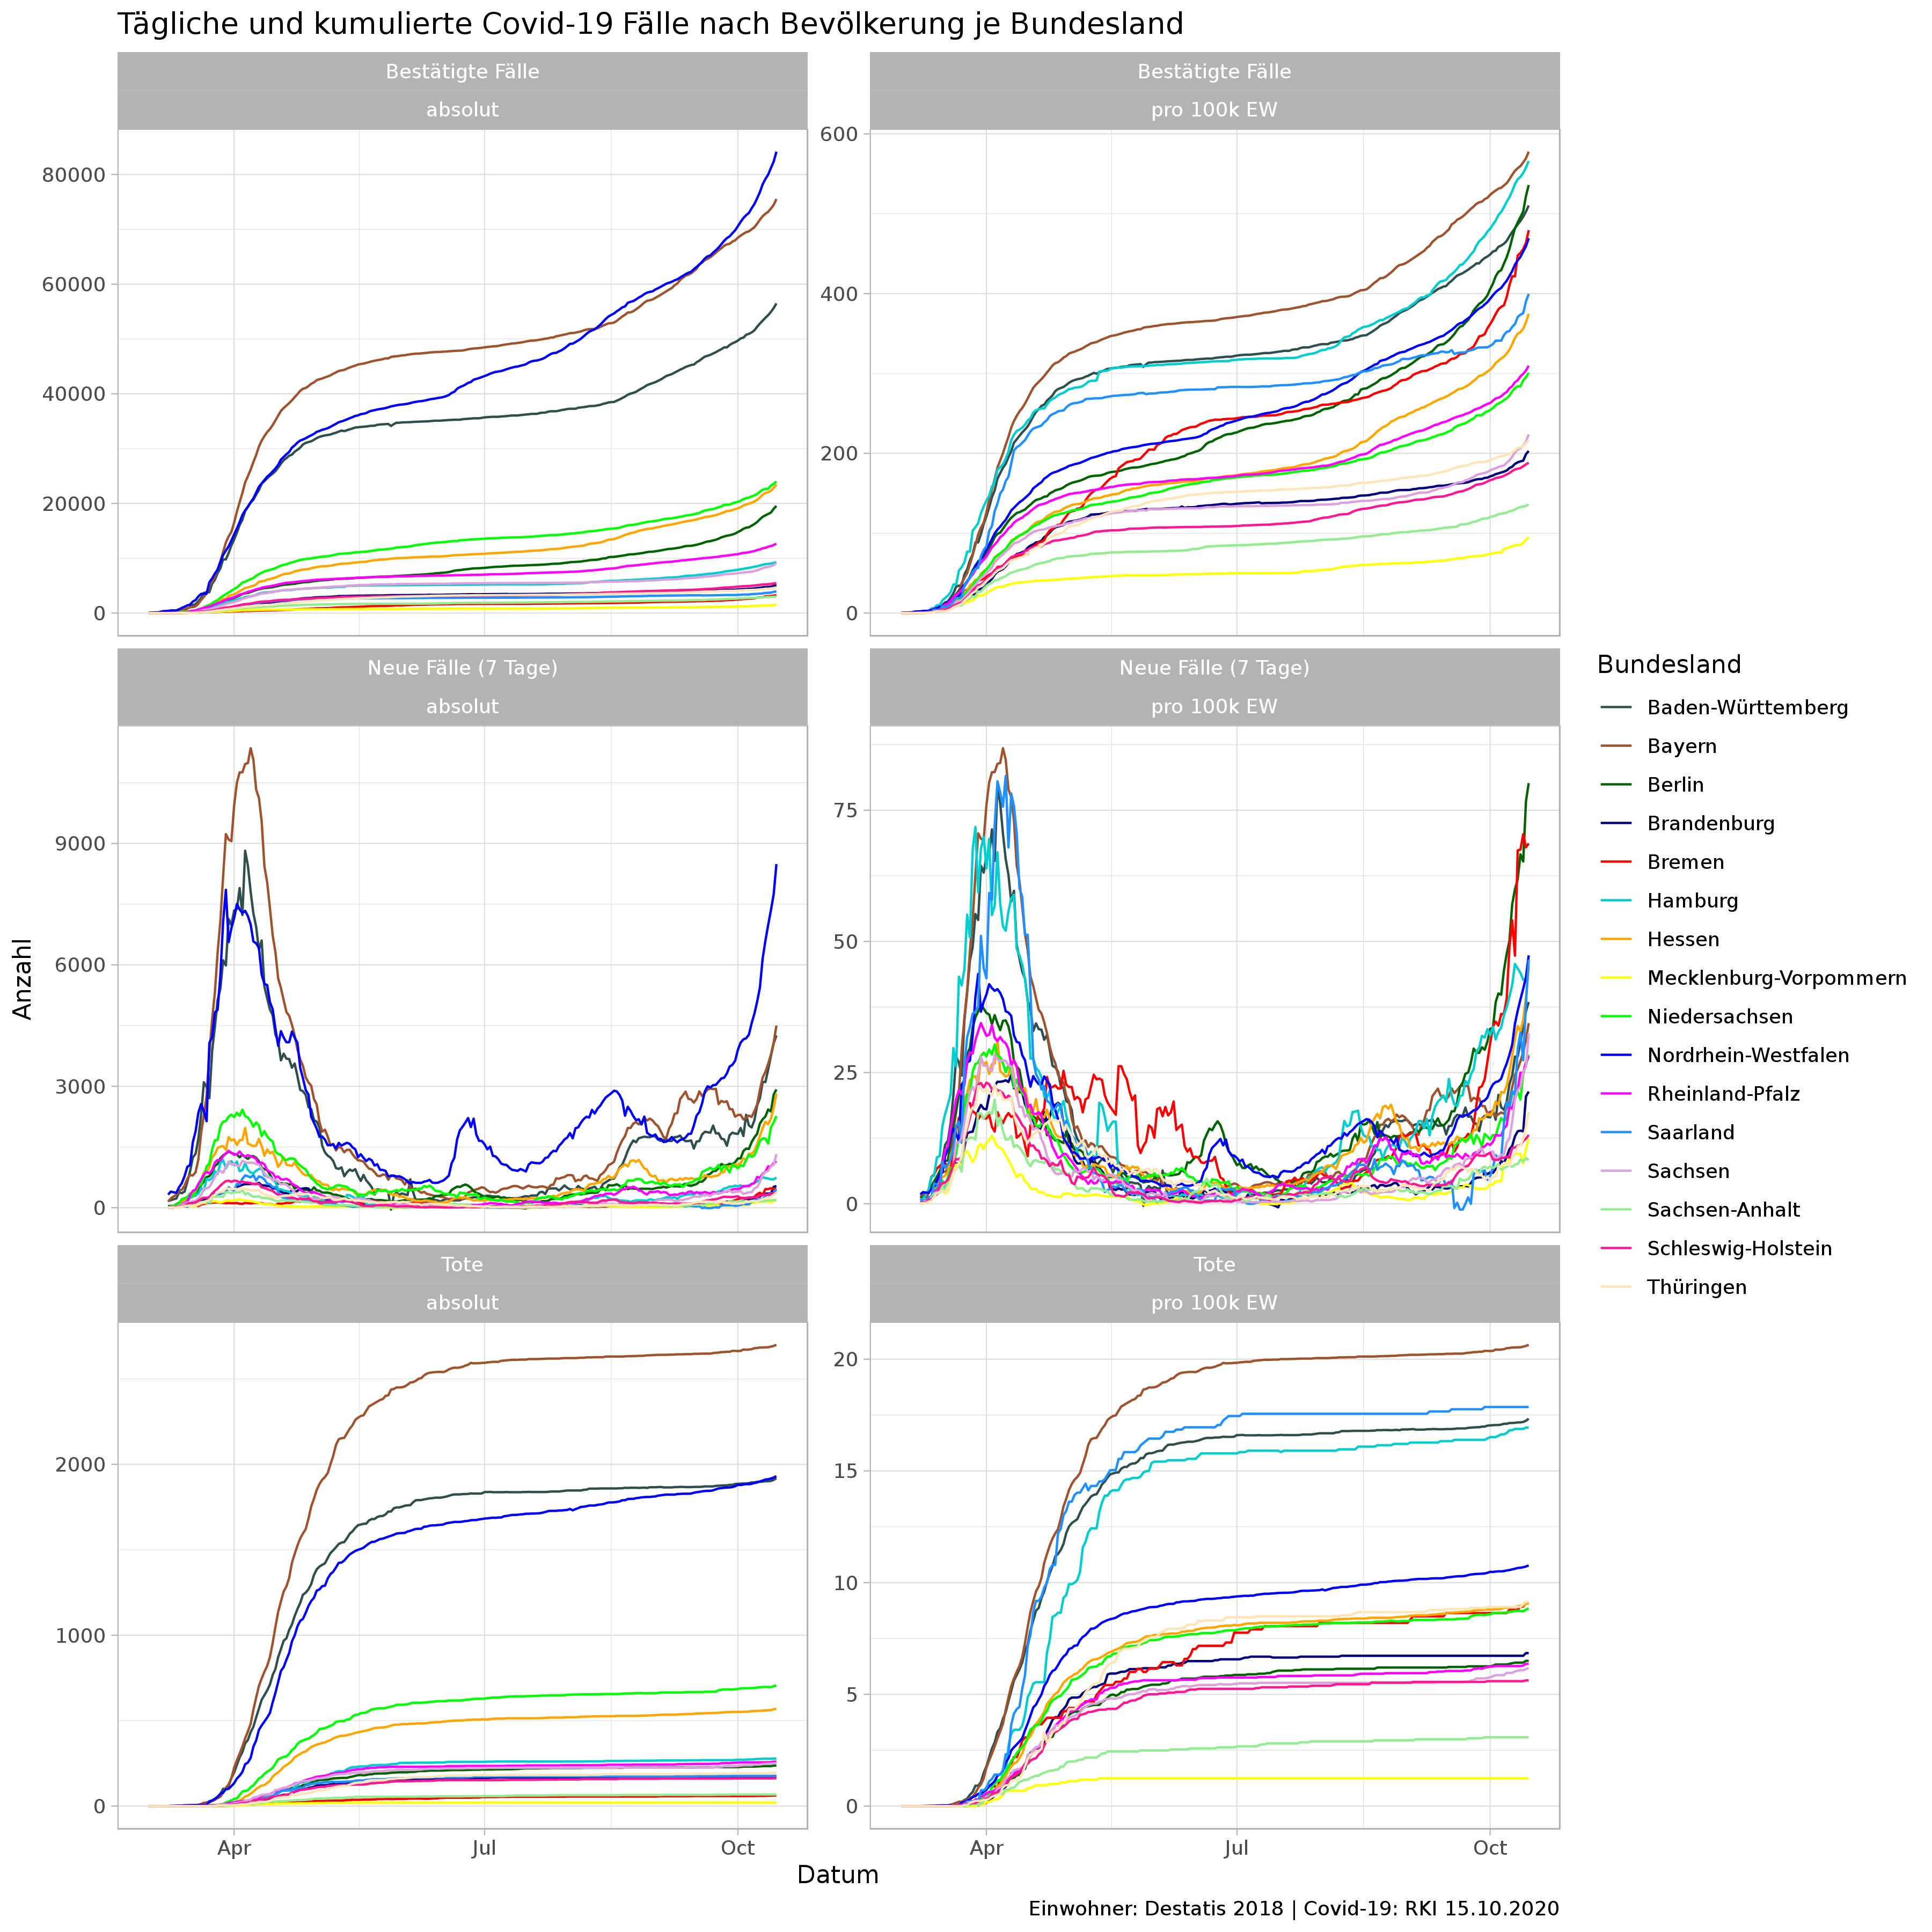 Tägliche und kumulierte Covid-19 Fälle nach Bevölkerung je Bundesland
Bestätigte Fälle
absolut
Bestätigte Fälle
pro 100k EW
80000
60000
40000
20000
0
600
400
200
0
Neue Fälle (7 Tage)
absolut
Neue Fälle (7 Tage)
pro 100k EW
9000
6000
3000
0
75
50
25
0
Tote
absolut
Tote
pro 100k EW
2000
1000
0
20
15
10
5
0
Apr
Jul
Oct
Apr
Jul
Oct
Anzahl
Datum
Bundesland
Baden-Württemberg
Bayern
Berlin
Brandenburg
Bremen
Hamburg
Hessen
Mecklenburg-Vorpommern
Niedersachsen
Nordrhein-Westfalen
Rheinland-Pfalz
Saarland
Sachsen
Sachsen-Anhalt
Schleswig-Holstein
Thüringen
Einwohner: Destatis 2018 | Covid-19: RKI 15.10.2020